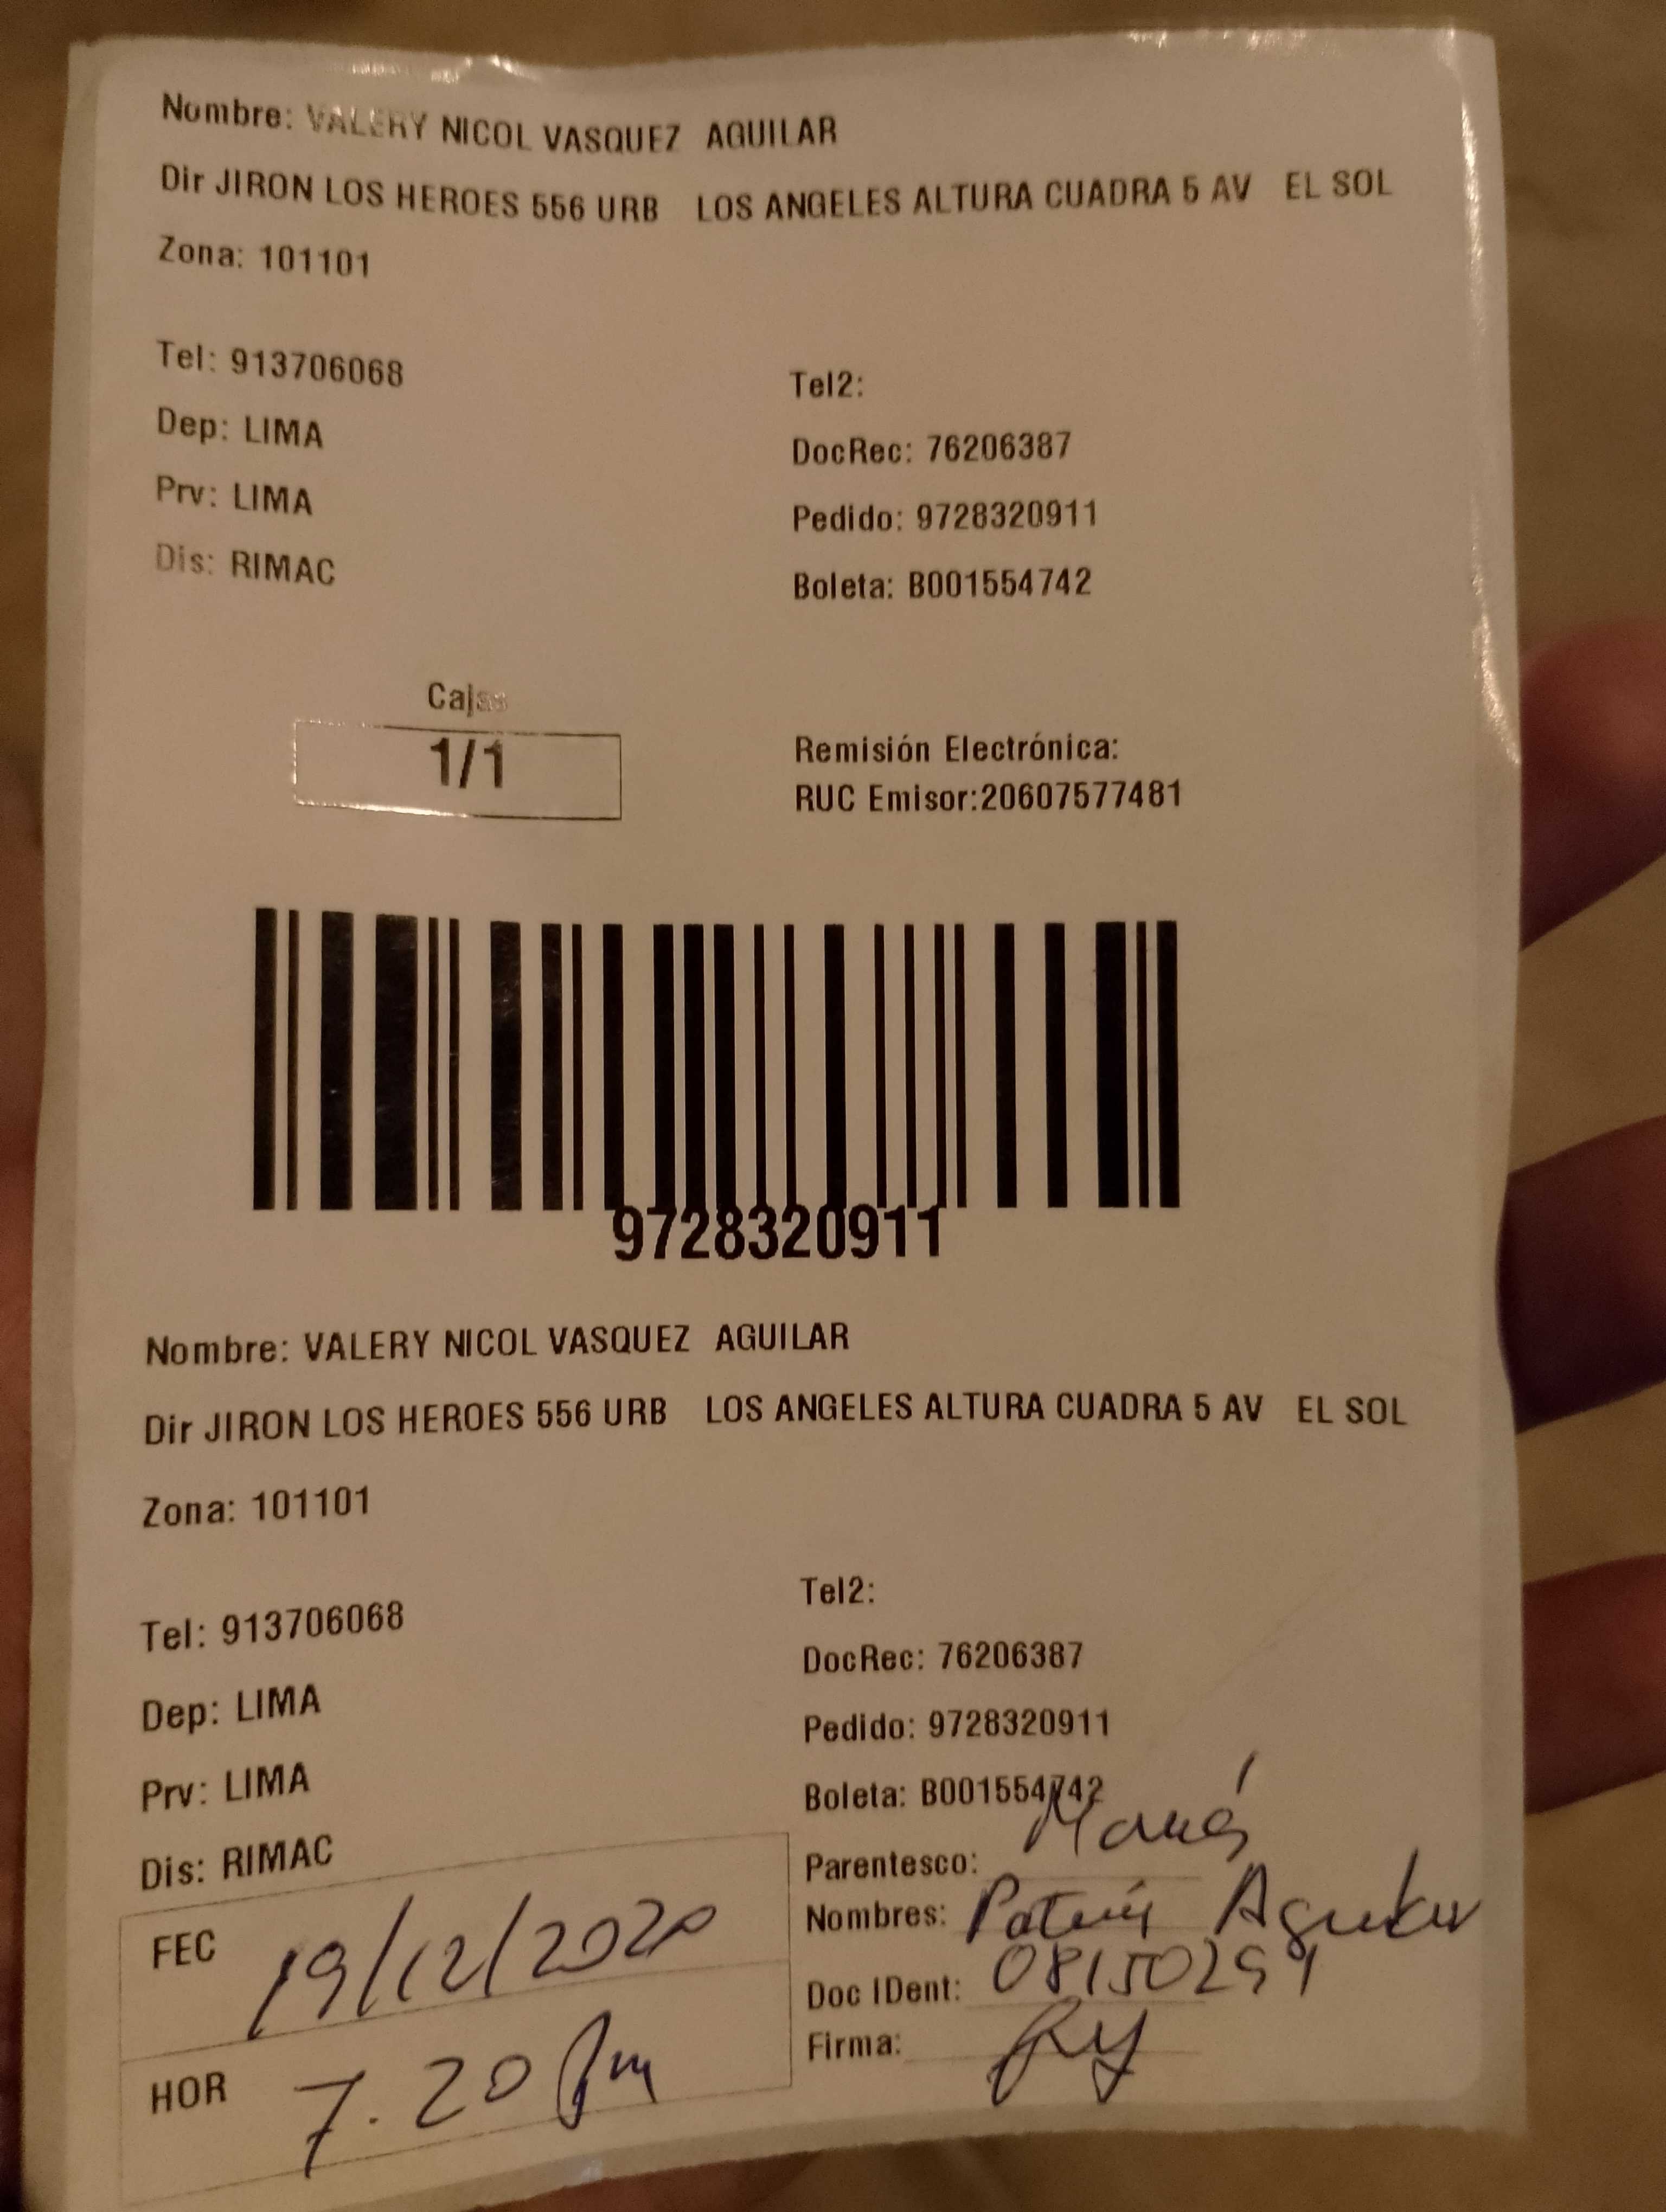 Nombre: VALERY NICOL VASQUEZ AGUILAR
Dir JIRON LOS HEROES 556 URB LOS ANGELES ALTURA CUADRA 5 AV EL SOL
Zona: 101101
Tel: 913706068
Tel2:
Dep: LIMA
DocRec: 76206387
Prv: LIMA
Pedido: 9728320911
Dis: RIMAC
Boleta: B001554742
Cajas
1/1
Remisión Electrónica:
RUC Emisor:20607577481
9728320911
Nombre: VALERY NICOL VASQUEZ AGUILAR
Dir JIRON LOS HEROES 556 URB LOS ANGELES ALTURA CUADRA 5 AV EL SOL
Zona: 101101
Tel: 913706068
Tel2:
Dep: LIMA
DocRec: 76206387
Prv: LIMA
Pedido: 9728320911
Dis: RIMAC
Boleta: B001554742
Parentesco: Mamá
Nombres: Aguilar
Doc IDent:
Firma:
FEC 19/12/2020
HOR 7.20 Pm